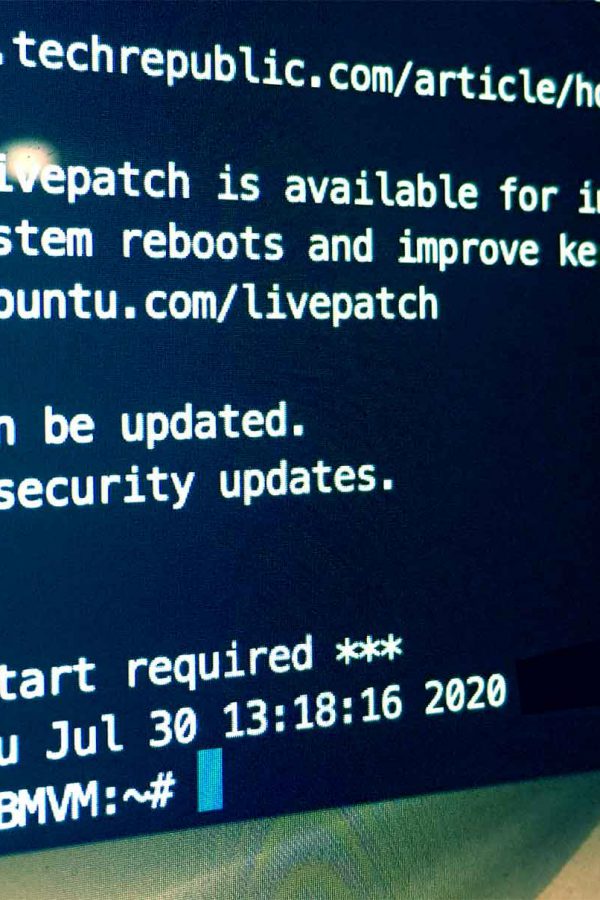 .techrepublic.com/article/ho
ivepatch is available for in
stem reboots and improve ke
buntu.com/livepatch
n be updated.
security updates.
tart required ***
u Jul 30 13:18:16 2020
BMVM:~#